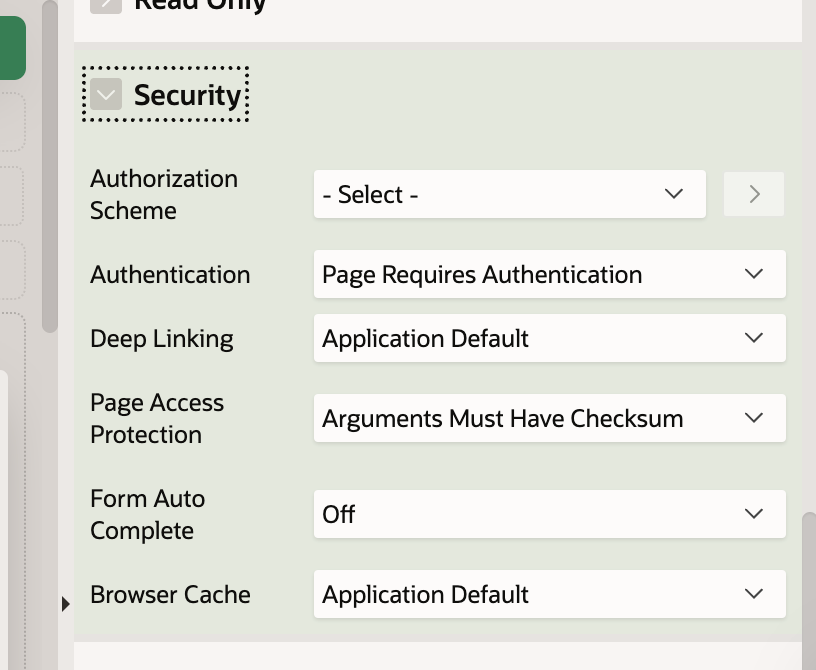 Read Only
Security
Authorization
Scheme
- Select -
Authentication
Page Requires Authentication
Deep Linking
Application Default
Page Access
Protection
Arguments Must Have Checksum
Form Auto
Complete
Off
Browser Cache
Application Default